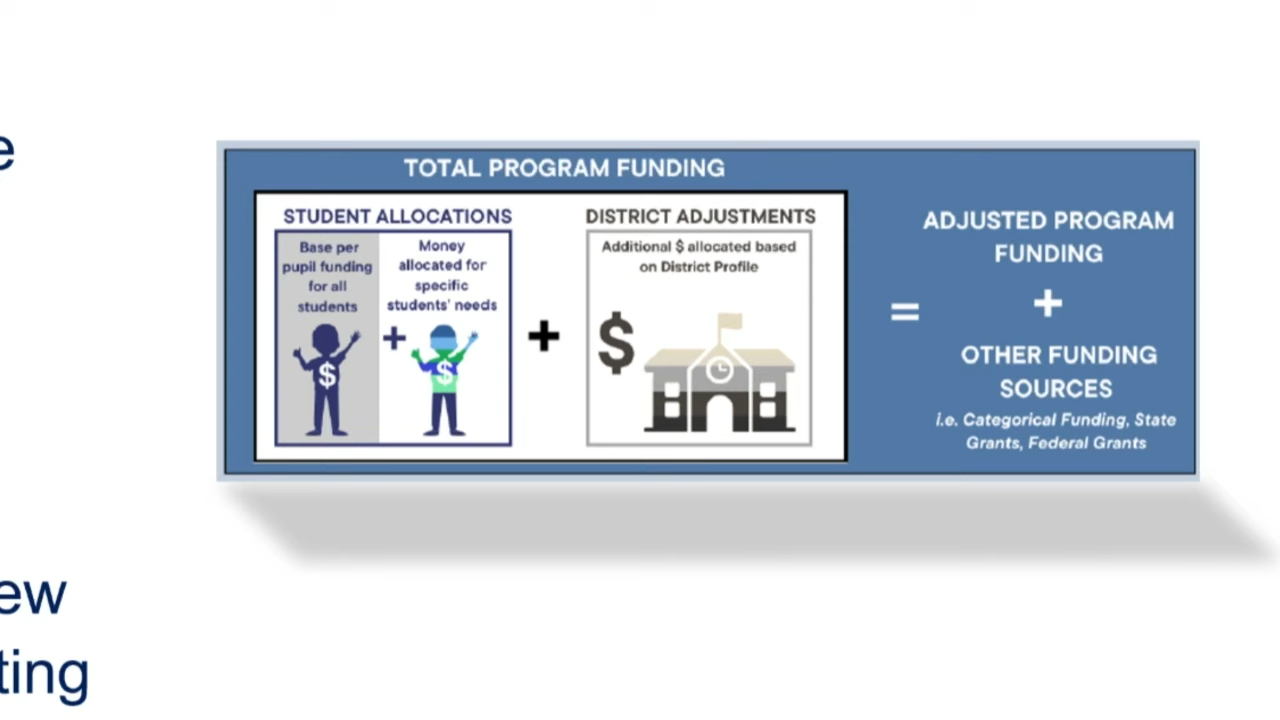 e
TOTAL PROGRAM FUNDING
STUDENT ALLOCATIONS
Base per
pupil funding
for all
students
+
Money
allocated for
specific
students' needs
$
$
+
DISTRICT ADJUSTMENTS
Additional $ allocated based
on District Profile
$
=
ADJUSTED PROGRAM
FUNDING
+
OTHER FUNDING
SOURCES
i.e. Categorical Funding, State
Grants, Federal Grants
ew
ting